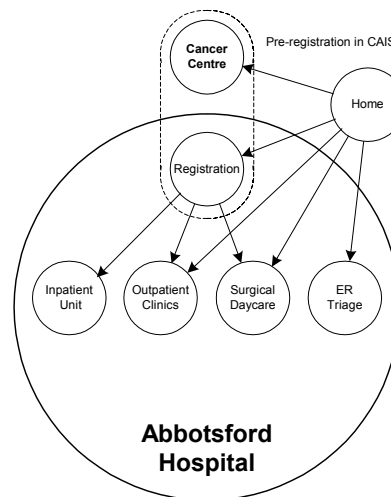 Cancer
Centre
Pre-registration in CAIS
Home
Registration
Inpatient
Unit
Outpatient
Clinics
Surgical
Daycare
ER
Triage
Abbotsford
Hospital